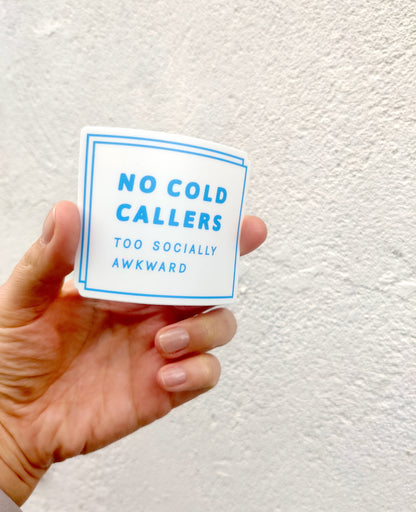 NO COLD
CALLERS
TOO SOCIALLY
AWKWARD